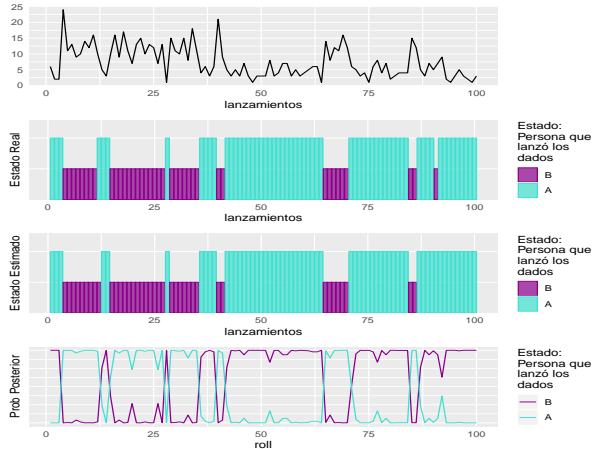 25
20
15
10
5
0
0
25
50
75
100
lanzamientos
Estado Real
0
25
50
75
100
lanzamientos
Estado:
Persona que
lanzó los
dados
B
A
Estado Estimado
0
25
50
75
100
lanzamientos
Estado:
Persona que
lanzó los
dados
B
A
Prob Posterior
0
25
50
75
100
roll
Estado:
Persona que
lanzó los
dados
B
A